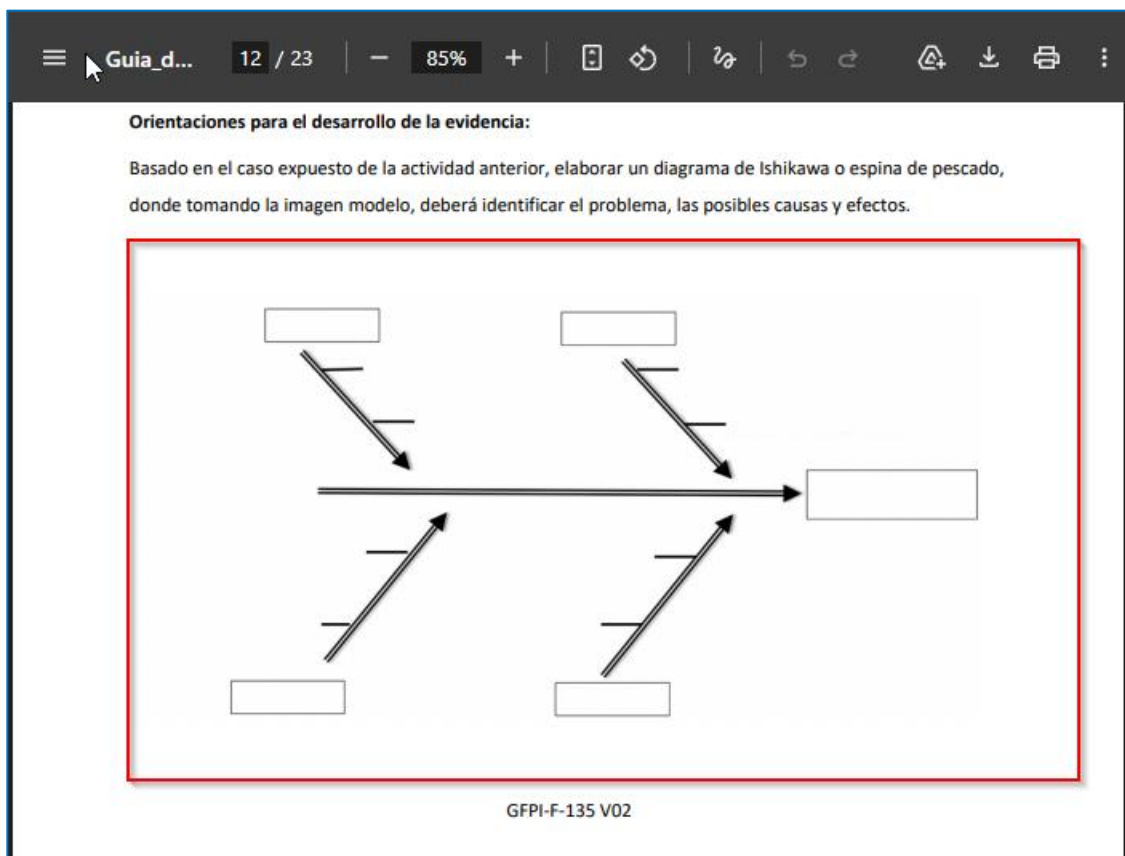 Guia_d... 12 / 23 85%
Orientaciones para el desarrollo de la evidencia:
Basado en el caso expuesto de la actividad anterior, elaborar un diagrama de Ishikawa o espina de pescado,
donde tomando la imagen modelo, deberá identificar el problema, las posibles causas y efectos.
GFPI-F-135 V02